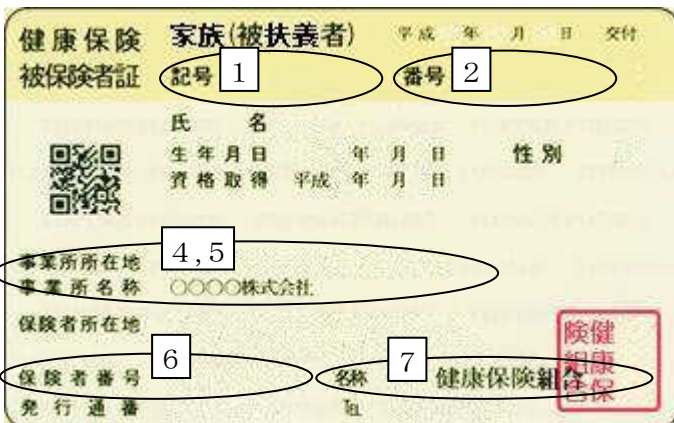 健康保険 家族(被扶養者) 平成 年 月 日 交付
被保険者証 記号 1 番号 2
氏 名
生年月日 年 月 日 性別
資格取得 平成 年 月 日
4,5
事業所所在地
事業所名称 〇〇〇〇株式会社
保険者所在地
6 7
保険者番号 名称 健康保険組合
発行通番 TEL
健康保険組合